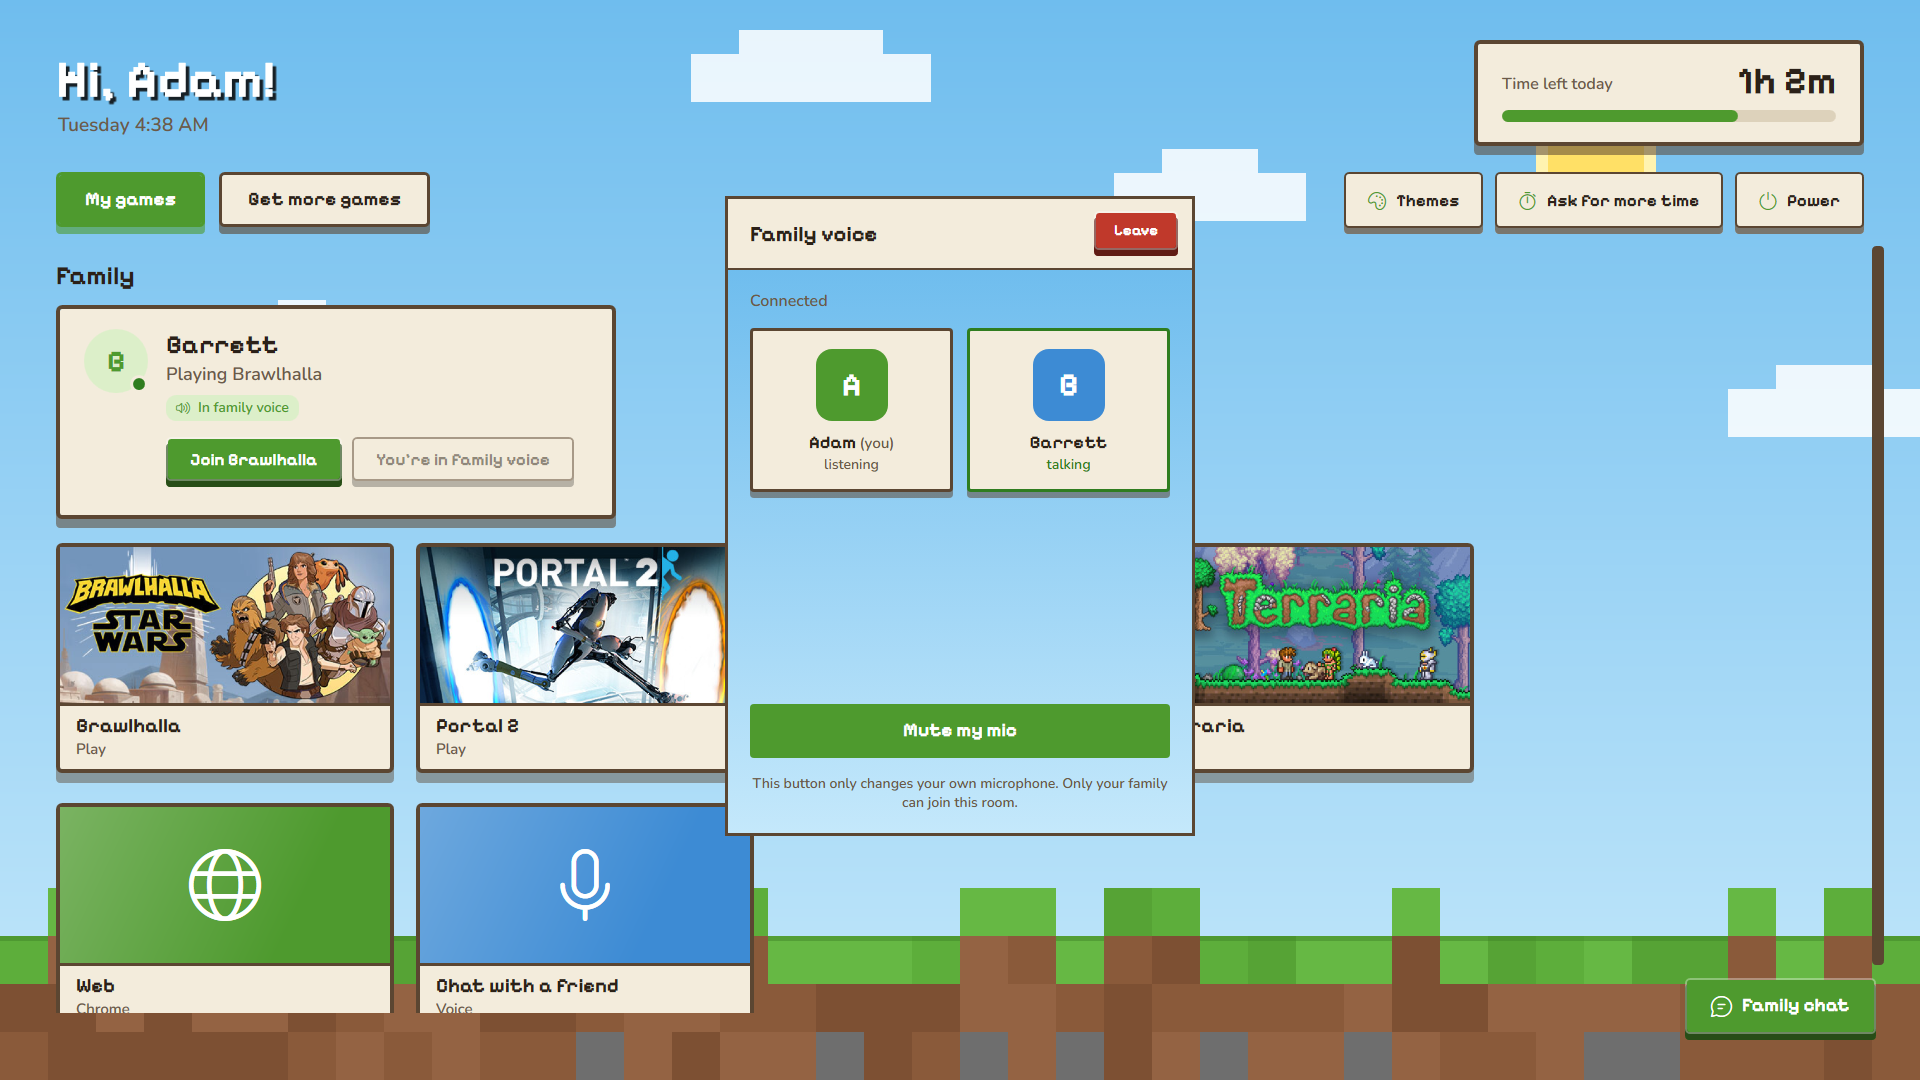 Hi, Adam!
Tuesday 4:38 AM
Time left today
1h 2m
My games
Get more games
Themes
Ask for more time
Power
Family
B
Barrett
Playing Brawlhalla
In family voice
Join Brawlhalla
You're in family voice
Family voice
Leave
Connected
A
Adam (you)
listening
B
Barrett
talking
Mute my mic
This button only changes your own microphone. Only your family
can join this room.
BRAWLHALLA
STAR
WARS
Brawlhalla
Play
PORTAL 2
Portal 2
Play
Terraria
raria
Web
Chrome
Chat with a friend
Voice
Family chat